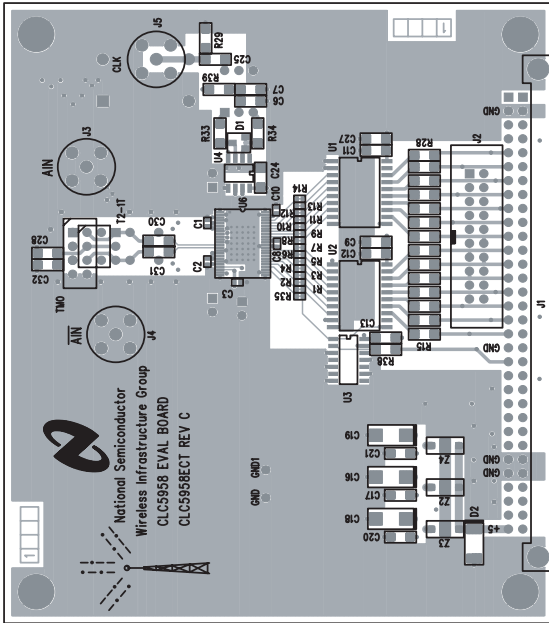 J5
CLK
R29
C25
R39
C7
C6
R33
D1
R34
U4
C24
J3
AIN
T2-1T
C28
C32
TMO
C30
C31
C1
C2
C3
U6
C10
C8
R14
R13
R12
R11
R10
R9
R8
R7
R6
R5
R4
R3
R2
R1
R35
C27
C11
U1
R28
J2
GND
U2
C9
C12
C13
R15
R38
U3
GND
J1
AIN
J4
National Semiconductor
Wireless Infrastructure Group
CLC5958 EVAL BOARD
CLC5958ECT REV C
GND
GND1
C19
C21
C16
C17
C18
C20
Z4
Z2
Z3
D2
GND
GND
+5
1
1